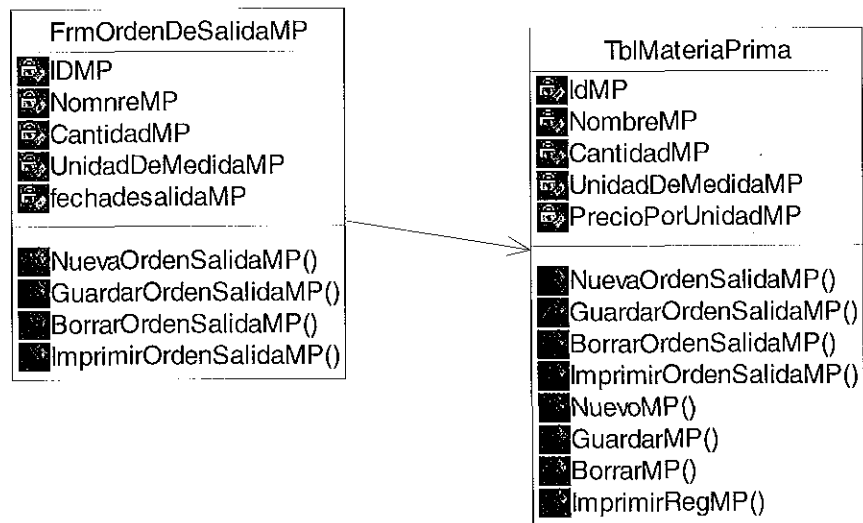 FrmOrdenDeSalidaMP
IDMP
NomnreMP
CantidadMP
UnidadDeMedidaMP
fechadesalidaMP
NuevaOrdenSalidaMP()
GuardarOrdenSalidaMP()
BorrarOrdenSalidaMP()
ImprimirOrdenSalidaMP()
TblMateriaPrima
IdMP
NombreMP
CantidadMP
UnidadDeMedidaMP
PrecioPorUnidadMP
NuevaOrdenSalidaMP()
GuardarOrdenSalidaMP()
BorrarOrdenSalidaMP()
ImprimirOrdenSalidaMP()
NuevoMP()
GuardarMP()
BorrarMP()
ImprimirRegMP()